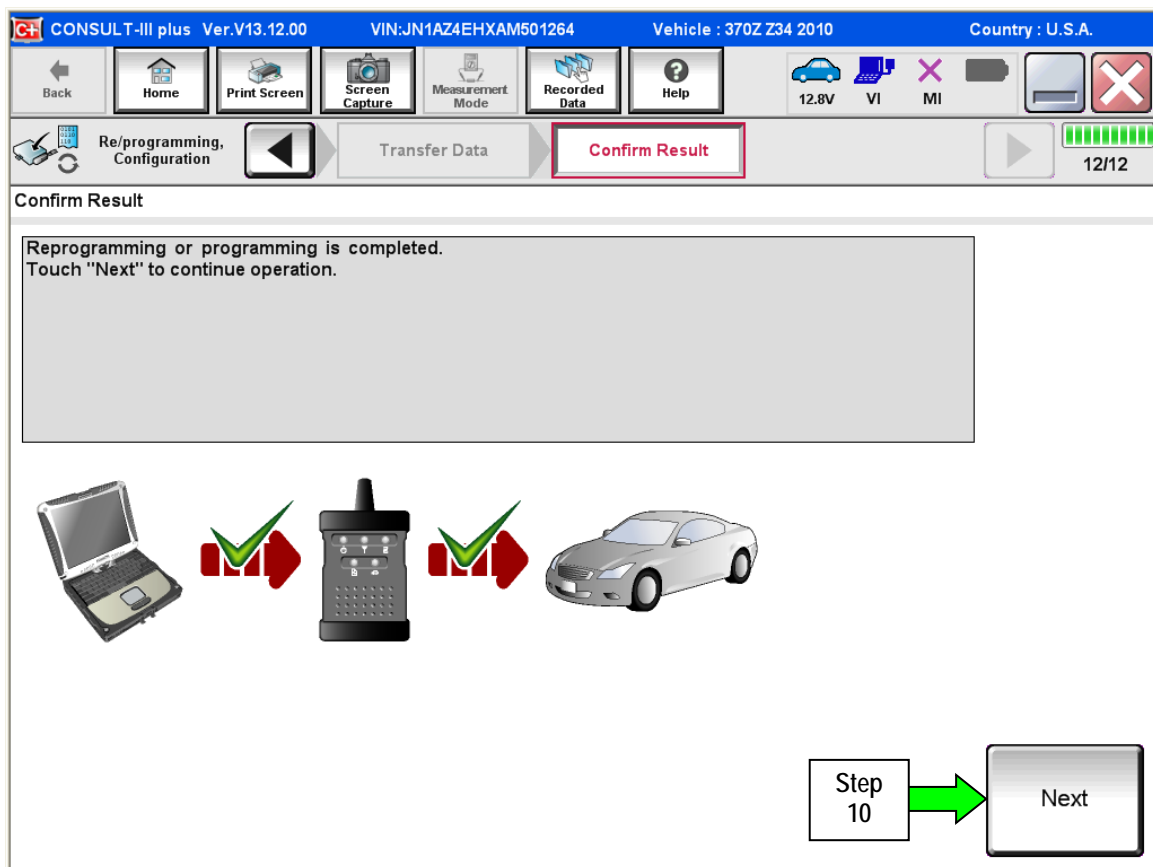 C+ CONSULT-III plus Ver.V13.12.00 VIN:JN1AZ4EHXAM501264 Vehicle : 370Z Z34 2010 Country : U.S.A.
Back Home Print Screen Screen Capture Measurement Mode Recorded Data Help 12.8V VI MI
Re/programming, Configuration Transfer Data Confirm Result 12/12
Confirm Result
Reprogramming or programming is completed.
Touch "Next" to continue operation.
Step
10
Next